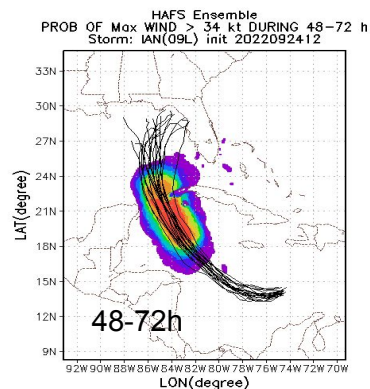 HAFS Ensemble
PROB OF Max WIND > 34 kt DURING 48-72 h
Storm: IAN(09L) init 2022092412
33N
30N
27N
24N
21N
18N
15N
12N
9N
LAT(degree)
48-72h
92W 90W 88W 86W 84W 82W 80W 78W 76W 74W 72W 70W
LON(degree)